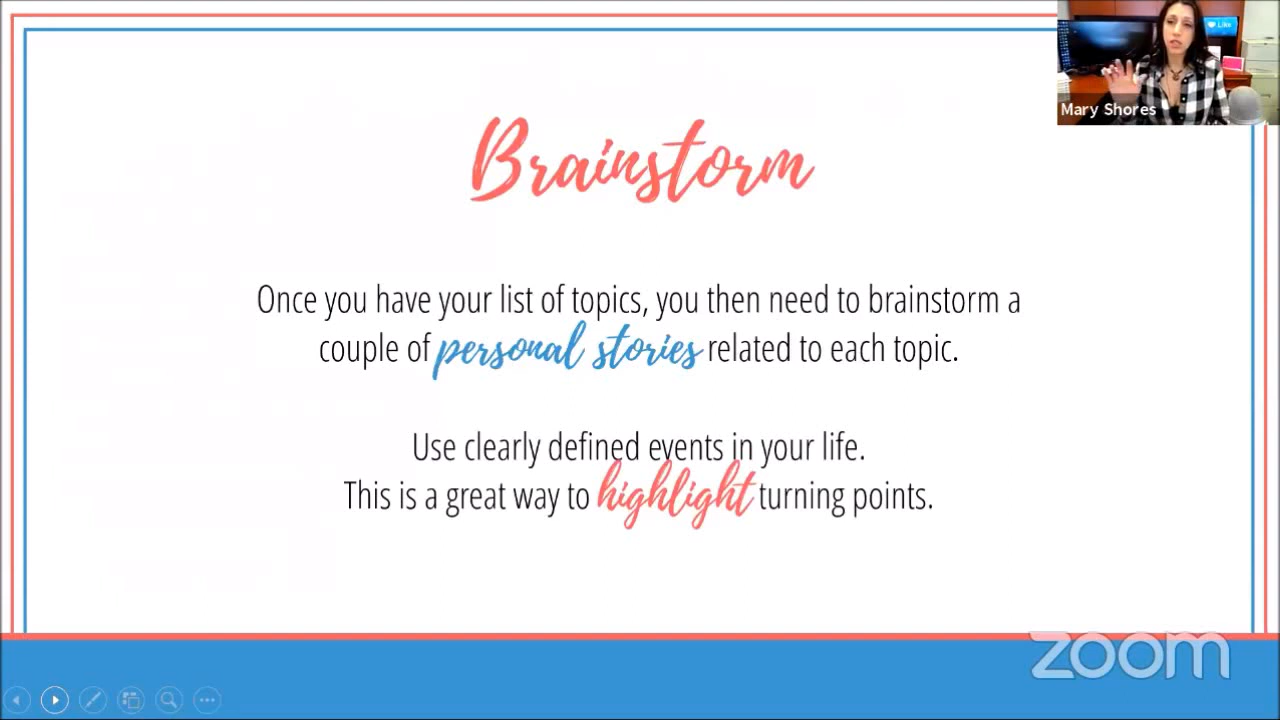 Like
Mary Shores
Brainstorm
Once you have your list of topics, you then need to brainstorm a
couple of personal stories related to each topic.
Use clearly defined events in your life.
This is a great way to highlight turning points.
zoom